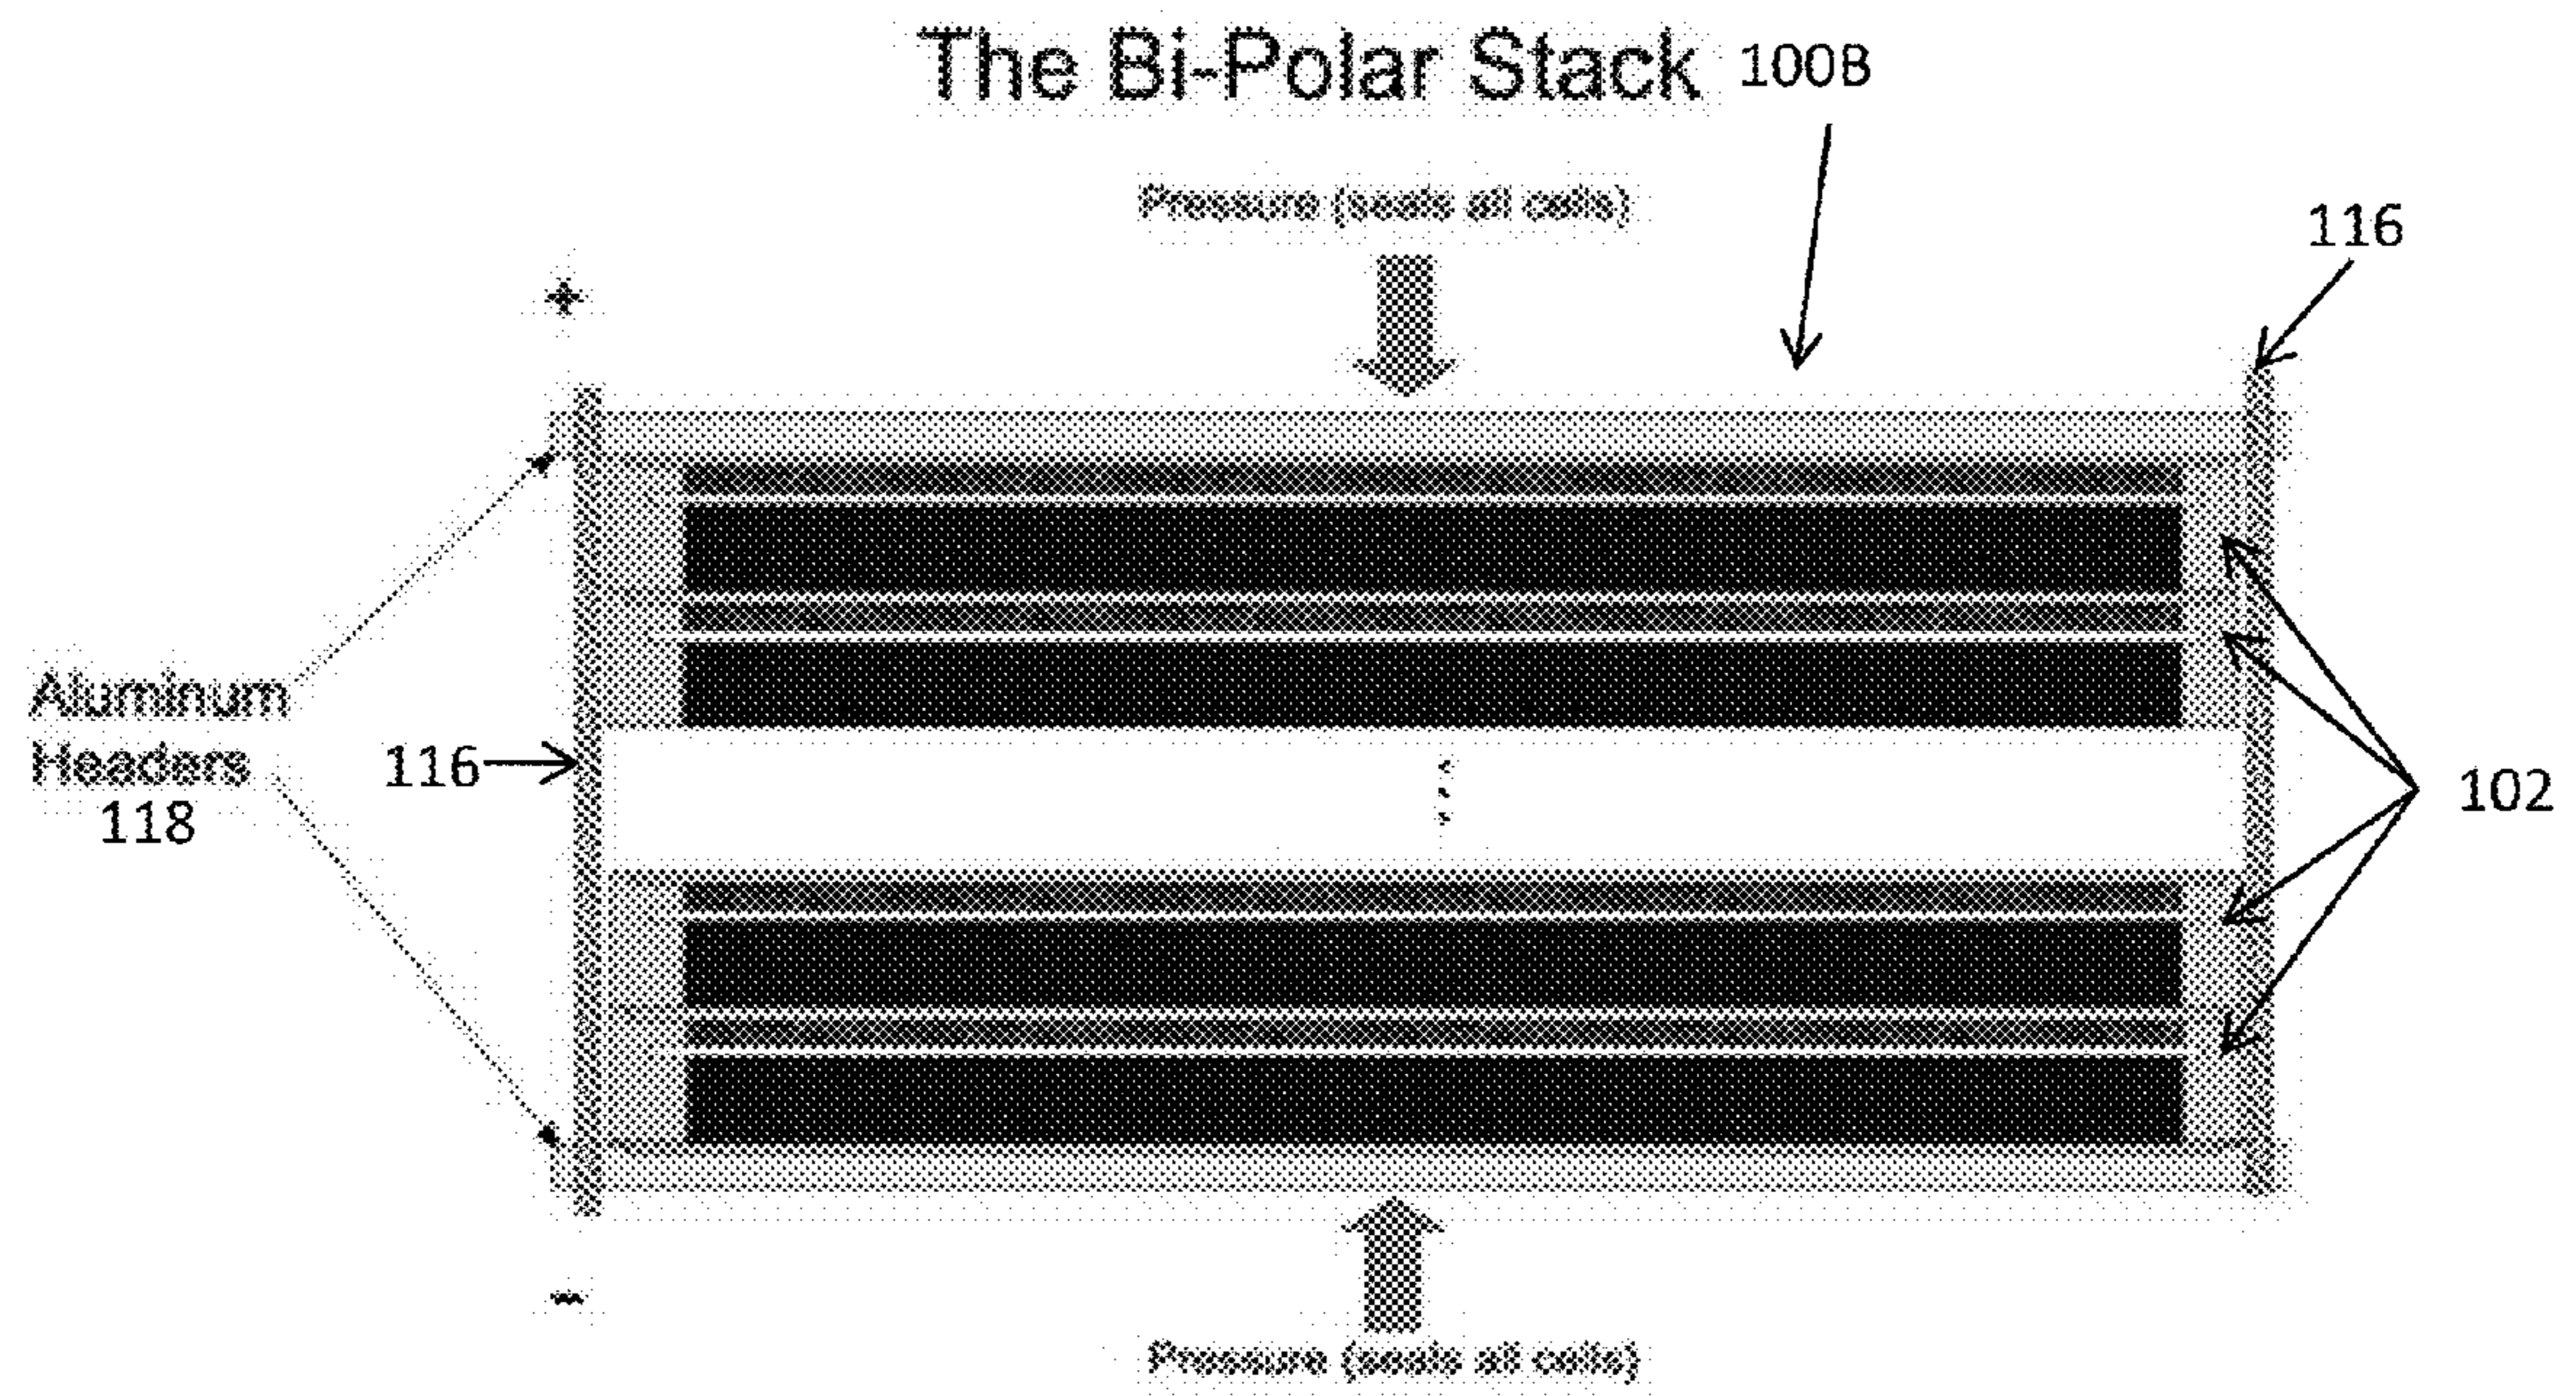 The Bi-Polar Stack 100B
Pressure (seals all cells)
116
+
Aluminum
Headers
118
116
102
-
Pressure (seals all cells)